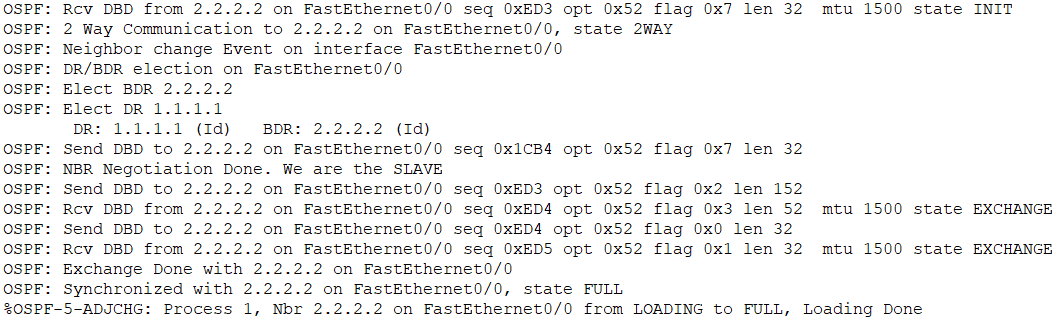 OSPF: Rcv DBD from 2.2.2.2 on FastEthernet0/0 seq 0xED3 opt 0x52 flag 0x7 len 32  mtu 1500 state INIT
OSPF: 2 Way Communication to 2.2.2.2 on FastEthernet0/0, state 2WAY
OSPF: Neighbor change Event on interface FastEthernet0/0
OSPF: DR/BDR election on FastEthernet0/0
OSPF: Elect BDR 2.2.2.2
OSPF: Elect DR 1.1.1.1
       DR: 1.1.1.1 (Id)   BDR: 2.2.2.2 (Id)
OSPF: Send DBD to 2.2.2.2 on FastEthernet0/0 seq 0x1CB4 opt 0x52 flag 0x7 len 32
OSPF: NBR Negotiation Done. We are the SLAVE
OSPF: Send DBD to 2.2.2.2 on FastEthernet0/0 seq 0xED3 opt 0x52 flag 0x2 len 152
OSPF: Rcv DBD from 2.2.2.2 on FastEthernet0/0 seq 0xED4 opt 0x52 flag 0x3 len 52  mtu 1500 state EXCHANGE
OSPF: Send DBD to 2.2.2.2 on FastEthernet0/0 seq 0xED4 opt 0x52 flag 0x0 len 32
OSPF: Rcv DBD from 2.2.2.2 on FastEthernet0/0 seq 0xED5 opt 0x52 flag 0x1 len 32  mtu 1500 state EXCHANGE
OSPF: Exchange Done with 2.2.2.2 on FastEthernet0/0
OSPF: Synchronized with 2.2.2.2 on FastEthernet0/0, state FULL
%OSPF-5-ADJCHG: Process 1, Nbr 2.2.2.2 on FastEthernet0/0 from LOADING to FULL, Loading Done